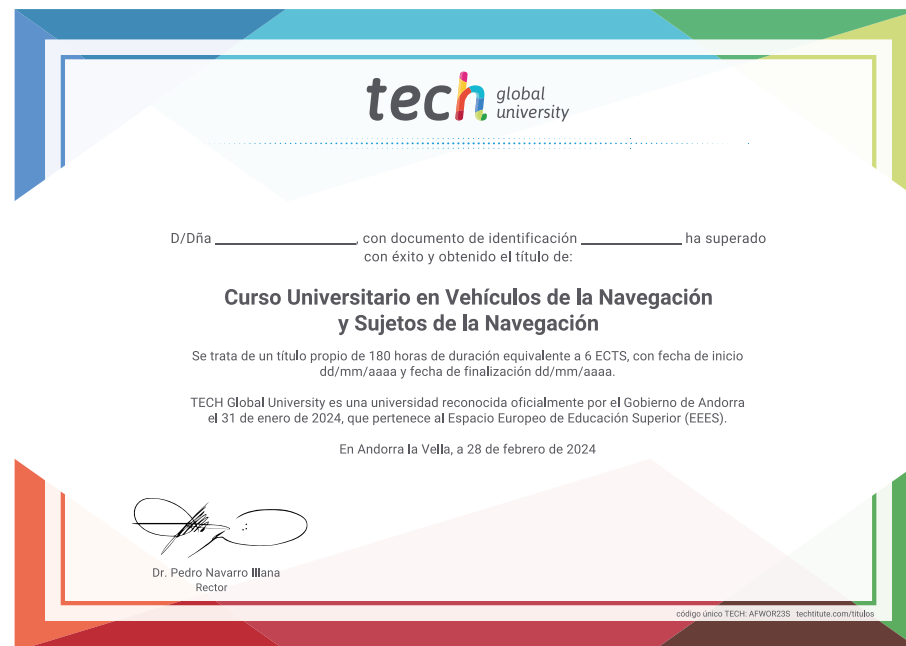 tech global
university
D/Dña ____________, con documento de identificación ____________ ha superado
con éxito y obtenido el título de:
Curso Universitario en Vehículos de la Navegación
y Sujetos de la Navegación
Se trata de un título propio de 180 horas de duración equivalente a 6 ECTS, con fecha de inicio
dd/mm/aaaa y fecha de finalización dd/mm/aaaa.
TECH Global University es una universidad reconocida oficialmente por el Gobierno de Andorra
el 31 de enero de 2024, que pertenece al Espacio Europeo de Educación Superior (EEES).
En Andorra la Vella, a 28 de febrero de 2024
Dr. Pedro Navarro Illana
Rector
código único TECH: AFWOR23S techtitute.com/titulos